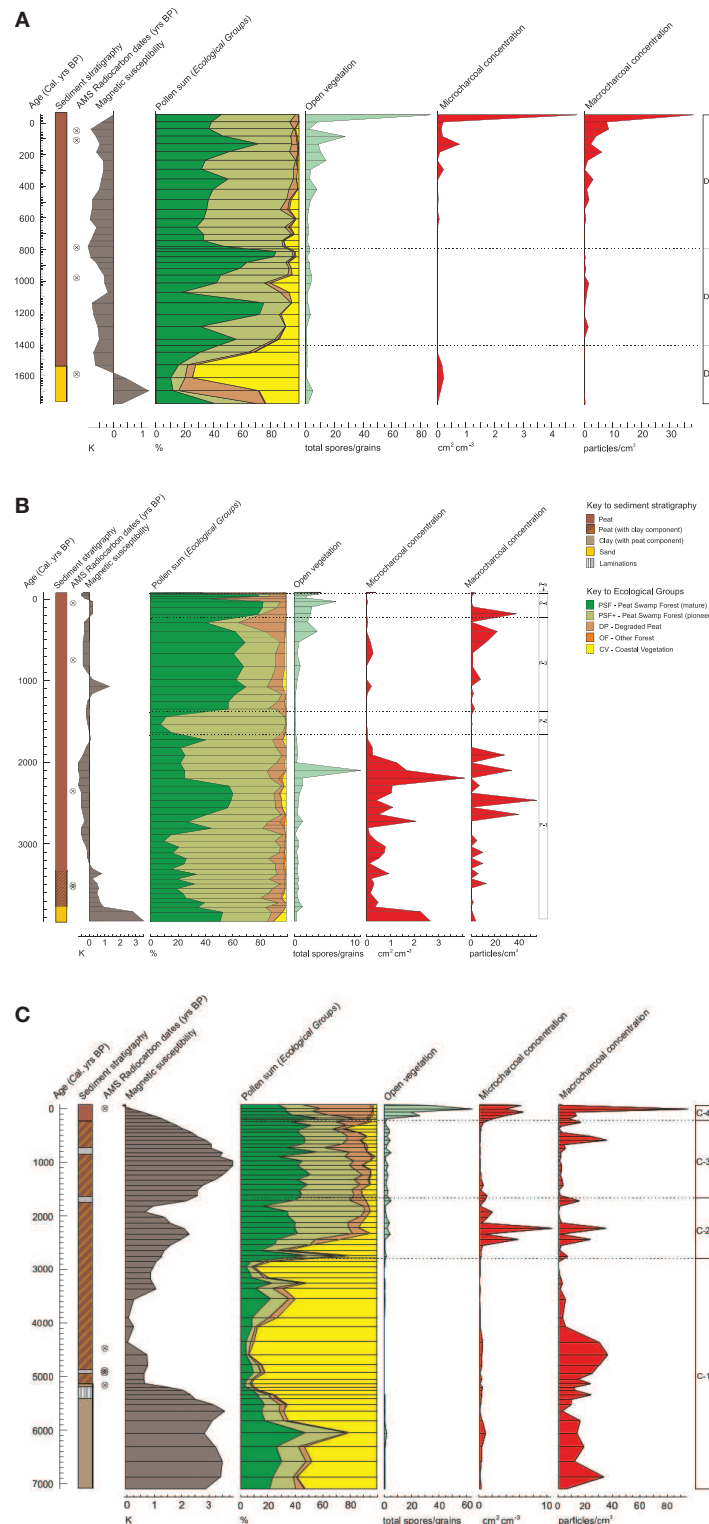 A
Age (Cal. yrs BP)
Sediment stratigraphy
AMS Radiocarbon dates (yrs BP)
Magnetic susceptibility
Pollen sum (Ecological Groups)
Open vegetation
Microcharcoal concentration
Macrocharcoal concentration
0
200
400
600
800
1000
1200
1400
1600
D
D
D
0 1
0 20 40 60 80
0 20 40 60 80
0 1 2 3 4
0 10 20 30
K
%
total spores/grains
cm² cm⁻³
particles/cm³
B
Age (Cal. yrs BP)
Sediment stratigraphy
AMS Radiocarbon dates (yrs BP)
Magnetic susceptibility
Pollen sum (Ecological Groups)
Open vegetation
Microcharcoal concentration
Macrocharcoal concentration
Key to sediment stratigraphy
Peat
Peat (with clay component)
Clay (with peat component)
Sand
Laminations
Key to Ecological Groups
PSF - Peat Swamp Forest (mature)
PSF+ - Peat Swamp Forest (pioneer
DP - Degraded Peat
OF - Other Forest
CV - Coastal Vegetation
0
1000
2000
3000
0 1 2 3
0 20 40 60 80
0 10
0 1 2 3
0 20 40
K
%
total spores/grains
cm² cm⁻³
particles/cm³
C
Age (Cal. yrs BP)
Sediment stratigraphy
AMS Radiocarbon dates (yrs BP)
Magnetic susceptibility
Pollen sum (Ecological Groups)
Open vegetation
Microcharcoal concentration
Macrocharcoal concentration
0
1000
2000
3000
4000
5000
6000
7000
C-4
C-3
C-2
C-1
0 1 2 3
0 20 40 60 80
0 20 40 60
0 10
0 20 40 60 80
K
%
total spores/grains
cm² cm⁻³
particles/cm³